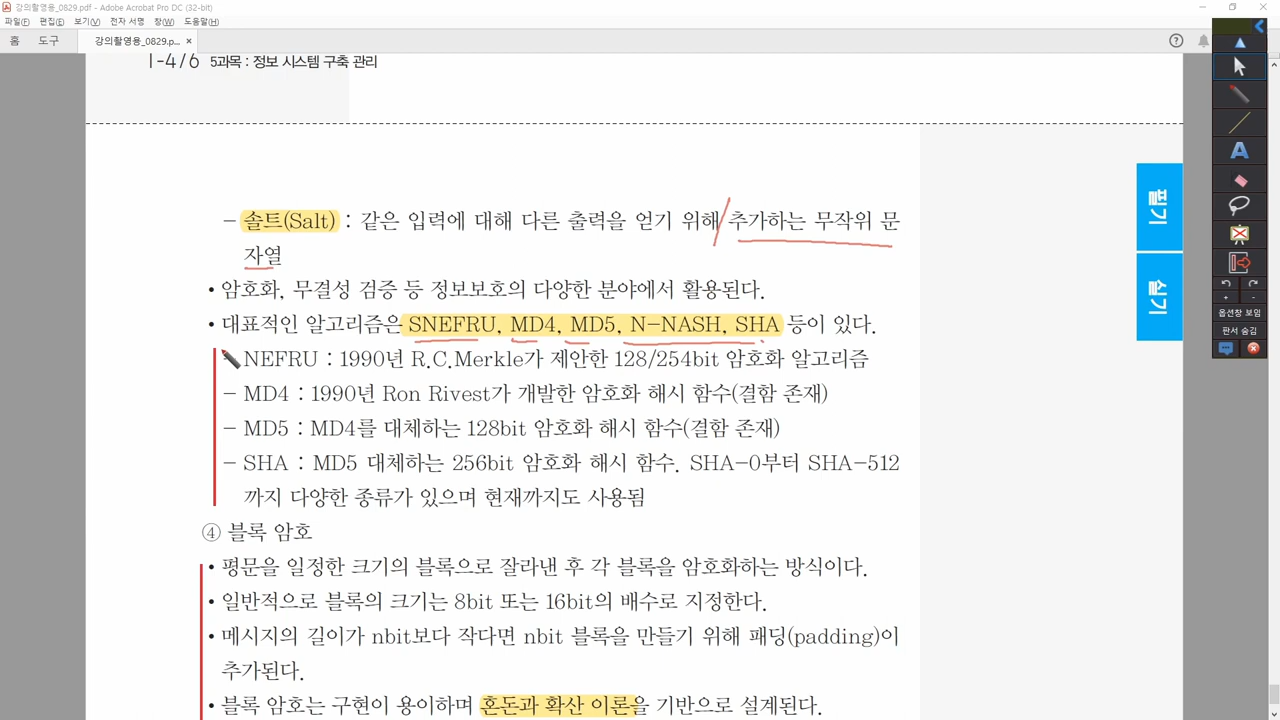 강의촬영용_0829.pdf - Adobe Acrobat Pro DC (32-bit)
파일(F) 편집(E) 보기(V) 전자 서명 창(W) 도움말(H)
홈 도구 강의촬영용_0829.p... ×
I-476 5과목 : 정보 시스템 구축 관리
- 솔트(Salt) : 같은 입력에 대해 다른 출력을 얻기 위해 추가하는 무작위 문
자열
• 암호화, 무결성 검증 등 정보보호의 다양한 분야에서 활용된다.
• 대표적인 알고리즘은 SNEFRU, MD4, MD5, N-NASH, SHA 등이 있다.
NEFRU : 1990년 R.C.Merkle가 제안한 128/254bit 암호화 알고리즘
- MD4 : 1990년 Ron Rivest가 개발한 암호화 해시 함수(결함 존재)
- MD5 : MD4를 대체하는 128bit 암호화 해시 함수(결함 존재)
- SHA : MD5 대체하는 256bit 암호화 해시 함수. SHA-0부터 SHA-512
까지 다양한 종류가 있으며 현재까지도 사용됨
④ 블록 암호
• 평문을 일정한 크기의 블록으로 잘라낸 후 각 블록을 암호화하는 방식이다.
• 일반적으로 블록의 크기는 8bit 또는 16bit의 배수로 지정한다.
• 메시지의 길이가 nbit보다 작다면 nbit 블록을 만들기 위해 패딩(padding)이
추가된다.
• 블록 암호는 구현이 용이하며 혼돈과 확산 이론을 기반으로 설계된다.
필기
실기
A
옵션창 보임
판서 숨김